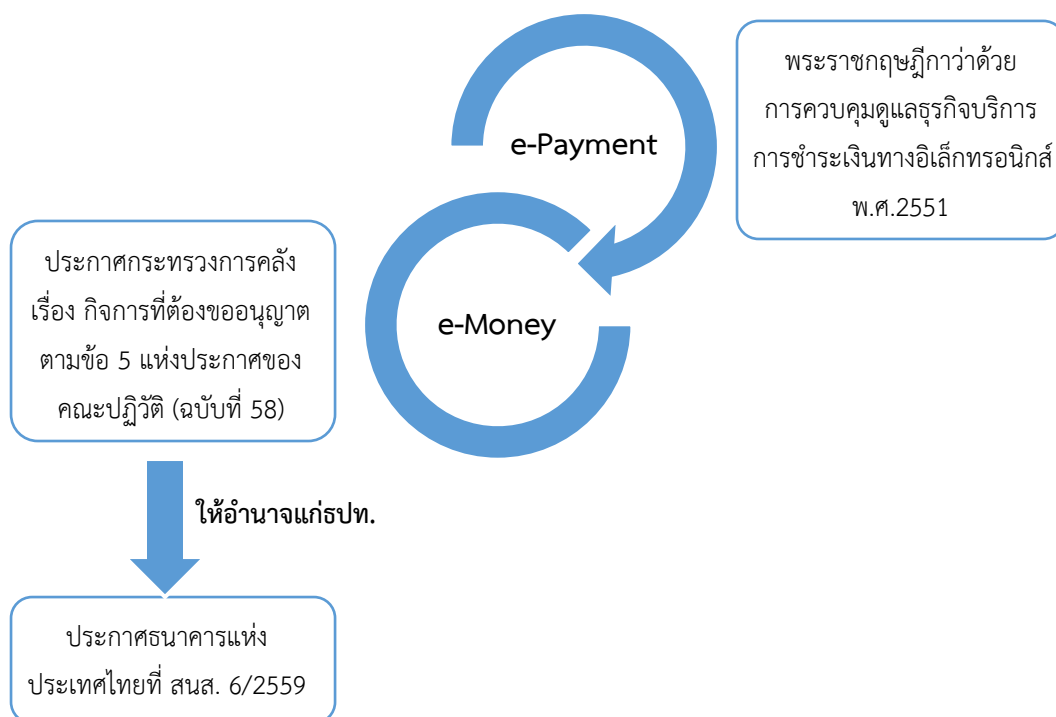 พระราชกฤษฎีกาว่าด้วย
การควบคุมดูแลธุรกิจบริการ
การชำระเงินทางอิเล็กทรอนิกส์
พ.ศ.2551
e-Payment
e-Money
ประกาศกระทรวงการคลัง
เรื่อง กิจการที่ต้องขออนุญาต
ตามข้อ 5 แห่งประกาศของ
คณะปฏิวัติ (ฉบับที่ 58)
ให้อำนาจแก่ธปท.
ประกาศธนาคารแห่ง
ประเทศไทยที่ สนส. 6/2559